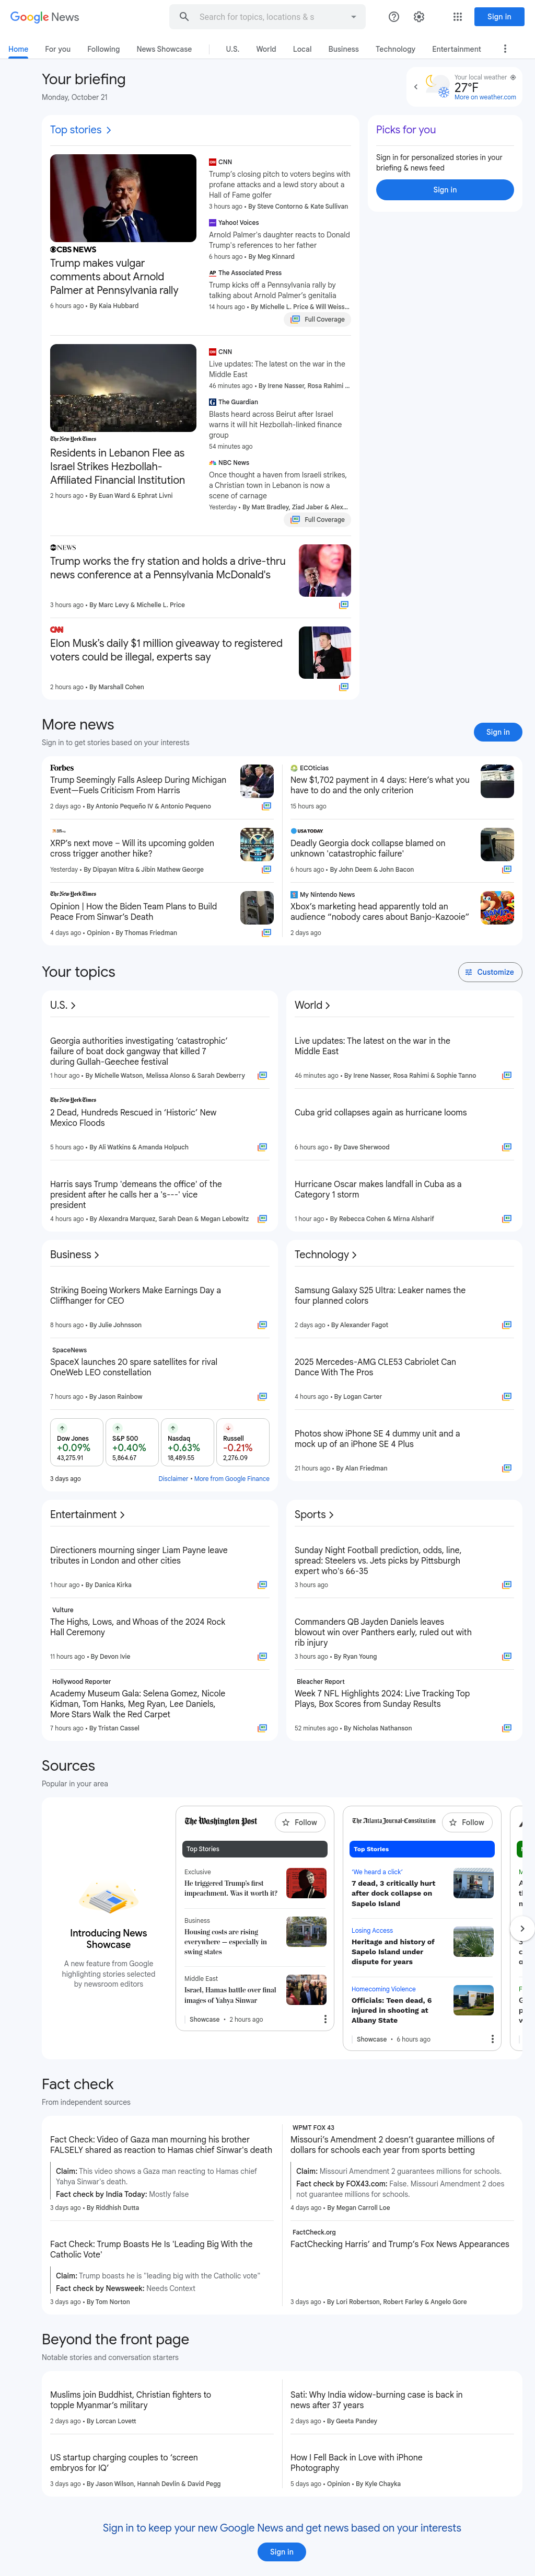 Google News
Search for topics, locations & s
Sign in
Home
For you
Following
News Showcase
U.S.
World
Local
Business
Technology
Entertainment
Your briefing
Monday, October 21
Your local weather
27°F
More on weather.com
Top stories
CBS NEWS
Trump makes vulgar
comments about Arnold
Palmer at Pennsylvania rally
6 hours ago • By Kaia Hubbard
CNN
Trump's closing pitch to voters begins with
profane attacks and a lewd story about a
Hall of Fame golfer
3 hours ago • By Steve Contorno & Kate Sullivan
Yahoo! Voices
Arnold Palmer's daughter reacts to Donald
Trump's references to her father
6 hours ago • By Meg Kinnard
The Associated Press
Trump kicks off a Pennsylvania rally by
talking about Arnold Palmer's genitalia
14 hours ago • By Michelle L. Price & Will Weiss...
Full Coverage
Picks for you
Sign in for personalized stories in your
briefing & news feed
Sign in
The New York Times
Residents in Lebanon Flee as
Israel Strikes Hezbollah-
Affiliated Financial Institution
2 hours ago • By Euan Ward & Ephrat Livni
CNN
Live updates: The latest on the war in the
Middle East
46 minutes ago • By Irene Nasser, Rosa Rahimi ...
The Guardian
Blasts heard across Beirut after Israel
warns it will hit Hezbollah-linked finance
group
54 minutes ago
NBC News
Once thought a haven from Israeli strikes,
a Christian town in Lebanon is now a
scene of carnage
Yesterday • By Matt Bradley, Ziad Jaber & Alex...
Full Coverage
abc NEWS
Trump works the fry station and holds a drive-thru
news conference at a Pennsylvania McDonald's
3 hours ago • By Marc Levy & Michelle L. Price
CNN
Elon Musk's daily $1 million giveaway to registered
voters could be illegal, experts say
2 hours ago • By Marshall Cohen
More news
Sign in to get stories based on your interests
Sign in
Forbes
Trump Seemingly Falls Asleep During Michigan
Event—Fuels Criticism From Harris
2 days ago • By Antonio Pequeño IV & Antonio Pequeno
ECOticias
New $1,702 payment in 4 days: Here's what you
have to do and the only criterion
15 hours ago
XRP's next move – Will its upcoming golden
cross trigger another hike?
Yesterday • By Dipayan Mitra & Jibin Mathew George
USA TODAY
Deadly Georgia dock collapse blamed on
unknown 'catastrophic failure'
6 hours ago • By John Deem & John Bacon
The New York Times
Opinion | How the Biden Team Plans to Build
Peace From Sinwar's Death
4 days ago • Opinion • By Thomas Friedman
My Nintendo News
Xbox's marketing head apparently told an
audience "nobody cares about Banjo-Kazooie"
2 days ago
Your topics
Customize
U.S.
Georgia authorities investigating 'catastrophic'
failure of boat dock gangway that killed 7
during Gullah-Geechee festival
1 hour ago • By Michelle Watson, Melissa Alonso & Sarah Dewberry
The New York Times
2 Dead, Hundreds Rescued in 'Historic' New
Mexico Floods
5 hours ago • By Ali Watkins & Amanda Holpuch
Harris says Trump 'demeans the office' of the
president after he calls her a 's---' vice
president
4 hours ago • By Alexandra Marquez, Sarah Dean & Megan Lebowitz
World
Live updates: The latest on the war in the
Middle East
46 minutes ago • By Irene Nasser, Rosa Rahimi & Sophie Tanno
Cuba grid collapses again as hurricane looms
6 hours ago • By Dave Sherwood
Hurricane Oscar makes landfall in Cuba as a
Category 1 storm
1 hour ago • By Rebecca Cohen & Mirna Alsharif
Business
Striking Boeing Workers Make Earnings Day a
Cliffhanger for CEO
8 hours ago • By Julie Johnsson
SpaceNews
SpaceX launches 20 spare satellites for rival
OneWeb LEO constellation
7 hours ago • By Jason Rainbow
Dow Jones
+0.09%
43,275.91
S&P 500
+0.40%
5,864.67
Nasdaq
+0.63%
18,489.55
Russell
-0.21%
2,276.09
3 days ago
Disclaimer • More from Google Finance
Technology
Samsung Galaxy S25 Ultra: Leaker names the
four planned colors
2 days ago • By Alexander Fagot
2025 Mercedes-AMG CLE53 Cabriolet Can
Dance With The Pros
4 hours ago • By Logan Carter
Photos show iPhone SE 4 dummy unit and a
mock up of an iPhone SE 4 Plus
21 hours ago • By Alan Friedman
Entertainment
Directioners mourning singer Liam Payne leave
tributes in London and other cities
1 hour ago • By Danica Kirka
Vulture
The Highs, Lows, and Whoas of the 2024 Rock
Hall Ceremony
11 hours ago • By Devon Ivie
Hollywood Reporter
Academy Museum Gala: Selena Gomez, Nicole
Kidman, Tom Hanks, Meg Ryan, Lee Daniels,
More Stars Walk the Red Carpet
7 hours ago • By Tristan Cassel
Sports
Sunday Night Football prediction, odds, line,
spread: Steelers vs. Jets picks by Pittsburgh
expert who's 66-35
3 hours ago
Commanders QB Jayden Daniels leaves
blowout win over Panthers early, ruled out with
rib injury
3 hours ago • By Ryan Young
Bleacher Report
Week 7 NFL Highlights 2024: Live Tracking Top
Plays, Box Scores from Sunday Results
52 minutes ago • By Nicholas Nathanson
Sources
Popular in your area
Introducing News
Showcase
A new feature from Google
highlighting stories selected
by newsroom editors
The Washington Post
Follow
Top Stories
Exclusive
He triggered Trump's first
impeachment. Was it worth it?
Business
Housing costs are rising
everywhere — especially in
swing states
Middle East
Israel, Hamas battle over final
images of Yahya Sinwar
Showcase • 2 hours ago
The Atlanta Journal-Constitution
Follow
Top Stories
'We heard a click'
7 dead, 3 critically hurt
after dock collapse on
Sapelo Island
Losing Access
Heritage and history of
Sapelo Island under
dispute for years
Homecoming Violence
Officials: Teen dead, 6
injured in shooting at
Albany State
Showcase • 6 hours ago
Fact check
From independent sources
Fact Check: Video of Gaza man mourning his brother
FALSELY shared as reaction to Hamas chief Sinwar's death
Claim: This video shows a Gaza man reacting to Hamas chief
Yahya Sinwar's death.
Fact check by India Today: Mostly false
3 days ago • By Riddhish Dutta
WPMT FOX 43
Missouri's Amendment 2 doesn't guarantee millions of
dollars for schools each year from sports betting
Claim: Missouri Amendment 2 guarantees millions for schools.
Fact check by FOX43.com: False. Missouri Amendment 2 does
not guarantee millions for schools.
4 days ago • By Megan Carroll Loe
Fact Check: Trump Boasts He Is 'Leading Big With the
Catholic Vote'
Claim: Trump boasts he is "leading big with the Catholic vote"
Fact check by Newsweek: Needs Context
3 days ago • By Tom Norton
FactCheck.org
FactChecking Harris' and Trump's Fox News Appearances
3 days ago • By Lori Robertson, Robert Farley & Angelo Gore
Beyond the front page
Notable stories and conversation starters
Muslims join Buddhist, Christian fighters to
topple Myanmar's military
2 days ago • By Lorcan Lovett
Sati: Why India widow-burning case is back in
news after 37 years
2 days ago • By Geeta Pandey
US startup charging couples to 'screen
embryos for IQ'
3 days ago • By Jason Wilson, Hannah Devlin & David Pegg
How I Fell Back in Love with iPhone
Photography
5 days ago • Opinion • By Kyle Chayka
Sign in to keep your new Google News and get news based on your interests
Sign in